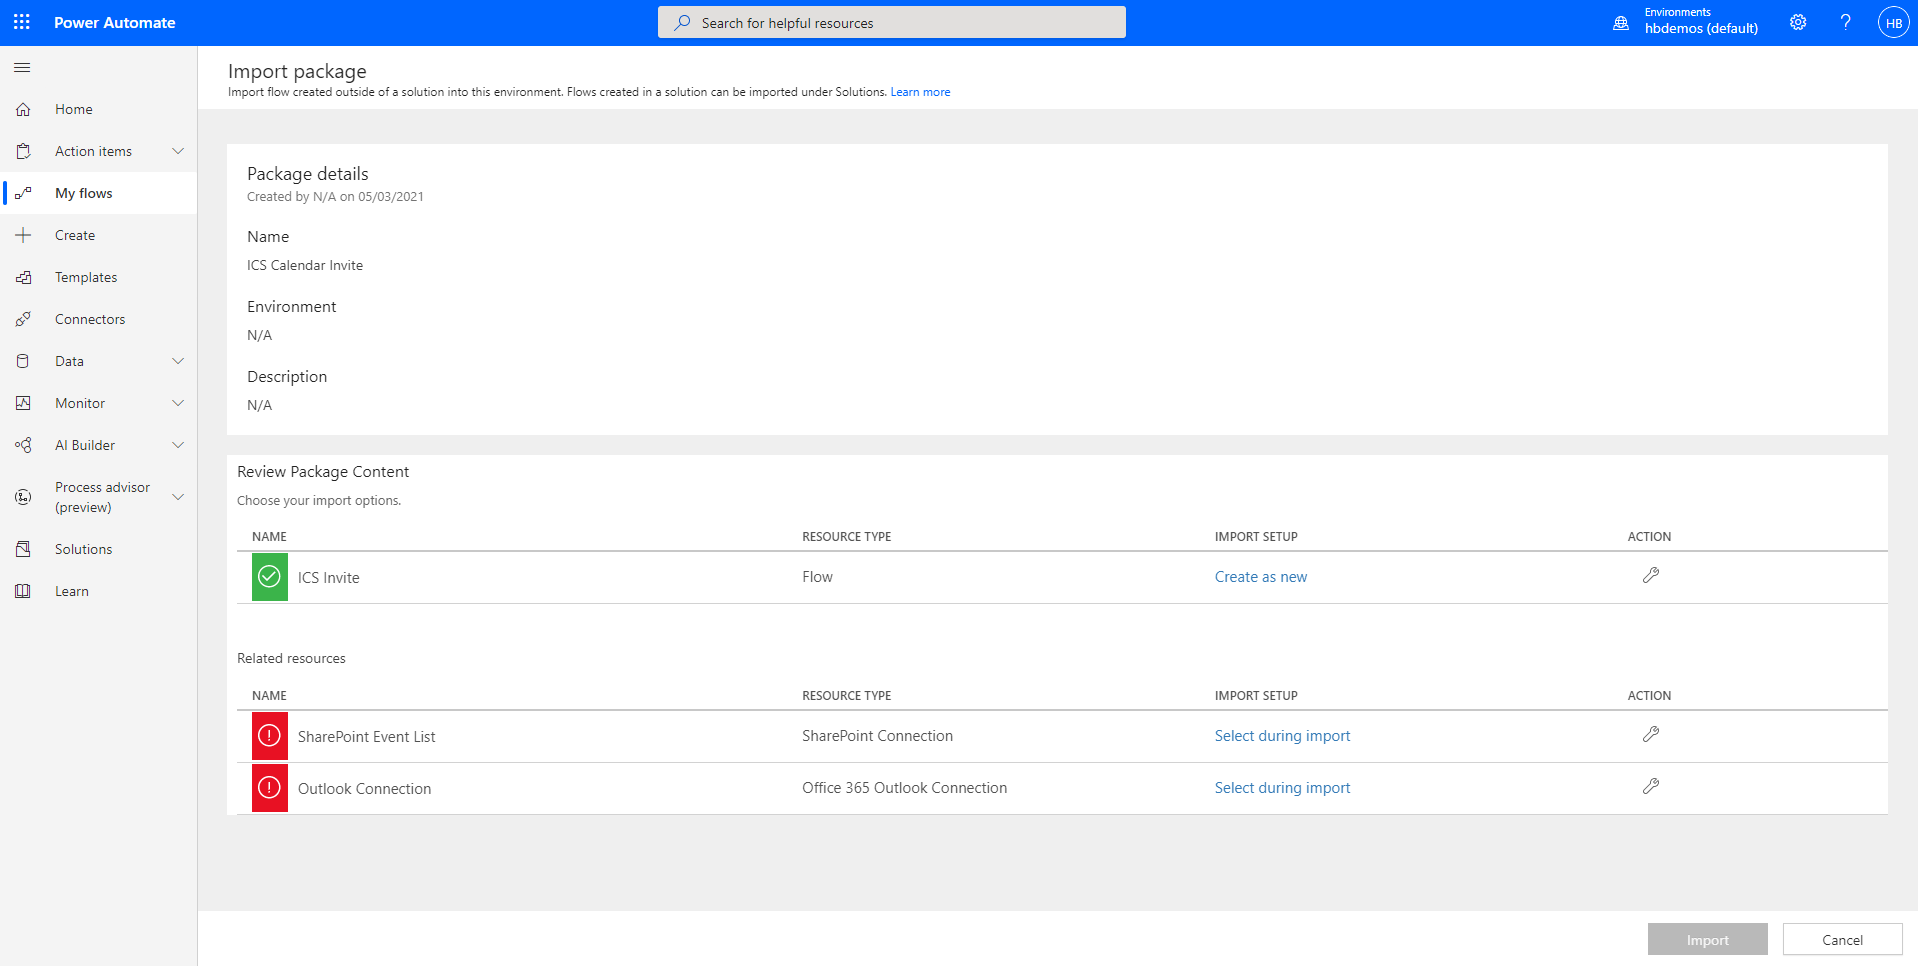 Power Automate
Search for helpful resources
Environments
hbdemos (default)
?
HB
Home
Action items
My flows
Create
Templates
Connectors
Data
Monitor
AI Builder
Process advisor
(preview)
Solutions
Learn
Import package
Import flow created outside of a solution into this environment. Flows created in a solution can be imported under Solutions. Learn more
Package details
Created by N/A on 05/03/2021
Name
ICS Calendar Invite
Environment
N/A
Description
N/A
Review Package Content
Choose your import options.
NAME RESOURCE TYPE IMPORT SETUP ACTION
ICS Invite Flow Create as new
Related resources
NAME RESOURCE TYPE IMPORT SETUP ACTION
SharePoint Event List SharePoint Connection Select during import
Outlook Connection Office 365 Outlook Connection Select during import
Import Cancel